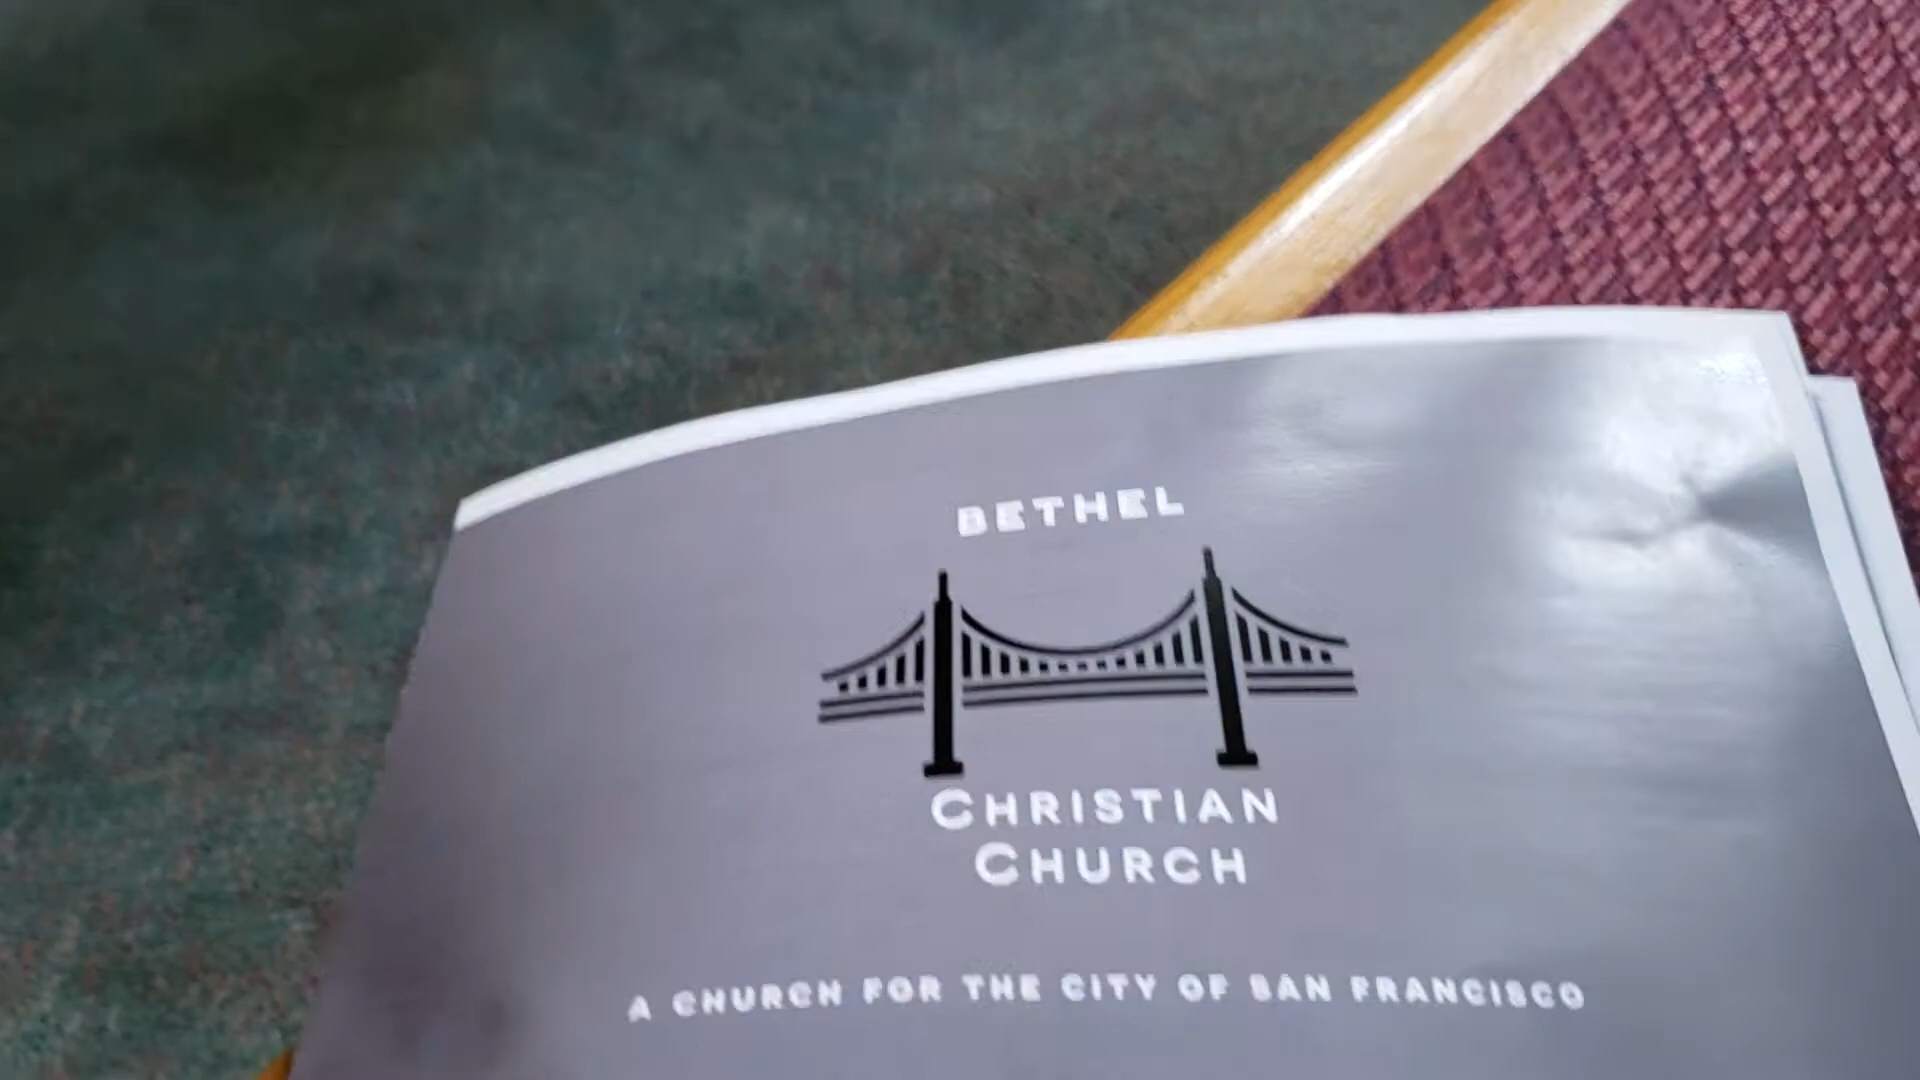 BETHEL
CHRISTIAN
CHURCH
A CHURCH FOR THE CITY OF SAN FRANCISCO